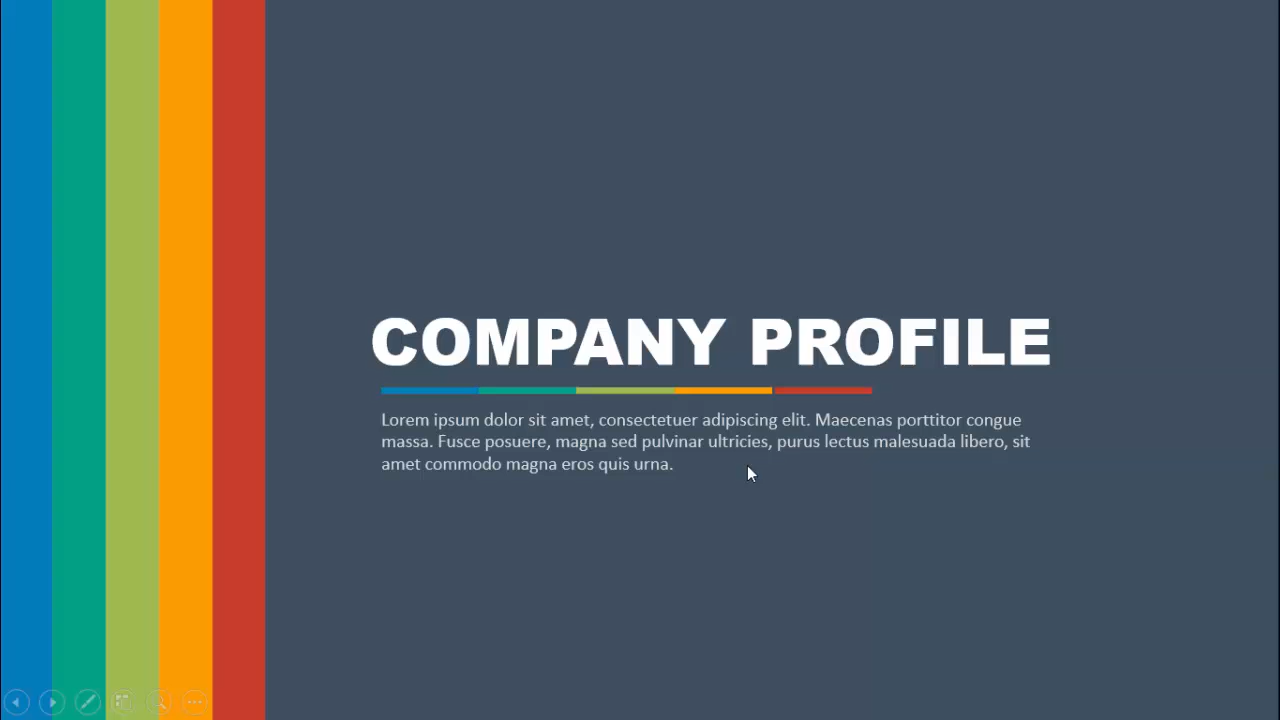 COMPANY PROFILE
Lorem ipsum dolor sit amet, consectetuer adipiscing elit. Maecenas porttitor congue
massa. Fusce posuere, magna sed pulvinar ultricies, purus lectus malesuada libero, sit
amet commodo magna eros quis urna.